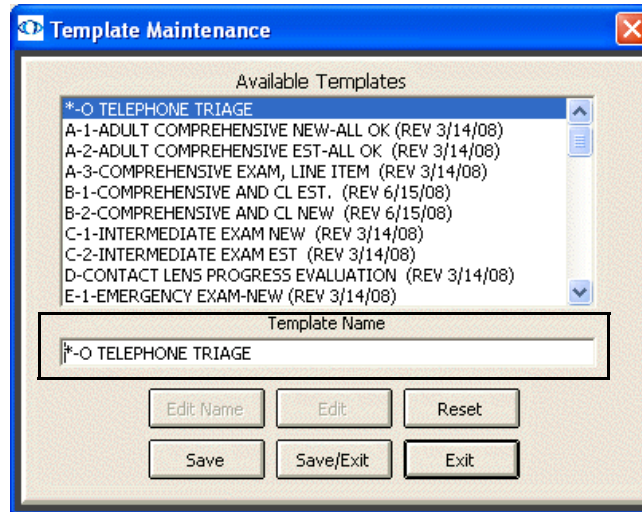 Template Maintenance
Available Templates
*-O TELEPHONE TRIAGE
A-1-ADULT COMPREHENSIVE NEW-ALL OK (REV 3/14/08)
A-2-ADULT COMPREHENSIVE EST-ALL OK (REV 3/14/08)
A-3-COMPREHENSIVE EXAM, LINE ITEM (REV 3/14/08)
B-1-COMPREHENSIVE AND CL EST. (REV 6/15/08)
B-2-COMPREHENSIVE AND CL NEW (REV 6/15/08)
C-1-INTERMEDIATE EXAM NEW (REV 3/14/08)
C-2-INTERMEDIATE EXAM EST (REV 3/14/08)
D-CONTACT LENS PROGRESS EVALUATION (REV 3/14/08)
E-1-EMERGENCY EXAM-NEW (REV 3/14/08)
Template Name
*-O TELEPHONE TRIAGE
Edit Name Edit Reset
Save Save/Exit Exit